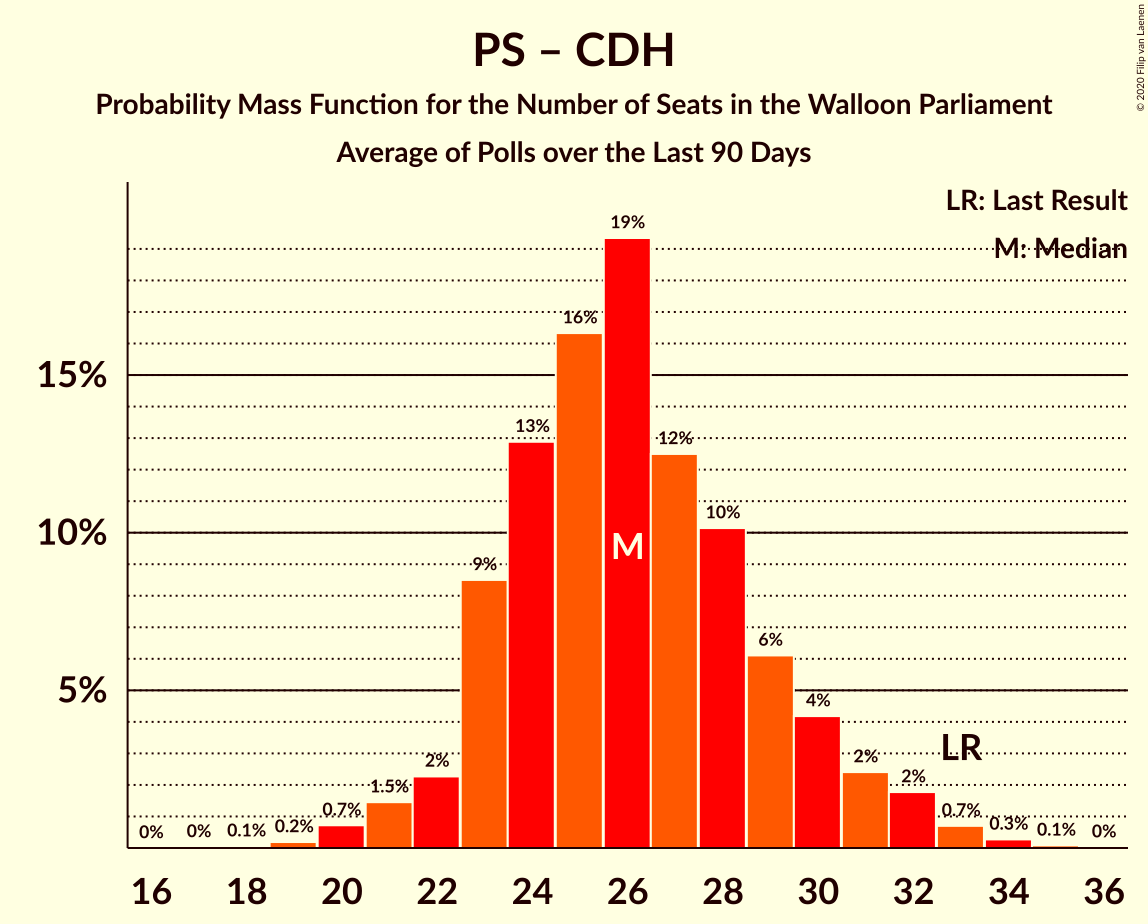 PS – CDH
Probability Mass Function for the Number of Seats in the Walloon Parliament
Average of Polls over the Last 90 Days
© 2020 Filip van Laenen
LR: Last Result
M: Median
15%
10%
5%
0%
0%
0.1%
0.2%
0.7%
1.5%
2%
9%
13%
16%
19%
12%
10%
6%
4%
2%
2%
0.7%
0.3%
0.1%
0%
M
LR
16 18 20 22 24 26 28 30 32 34 36